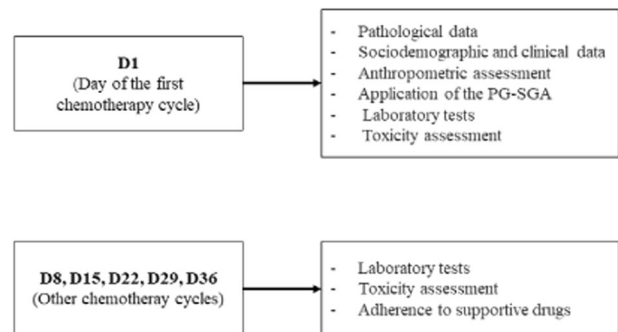 D1
(Day of the first
chemotherapy cycle)
- Pathological data
- Sociodemographic and clinical data
- Anthropometric assessment
- Application of the PG-SGA
- Laboratory tests
- Toxicity assessment
D8, D15, D22, D29, D36
(Other chemotheray cycles)
- Laboratory tests
- Toxicity assessment
- Adherence to supportive drugs